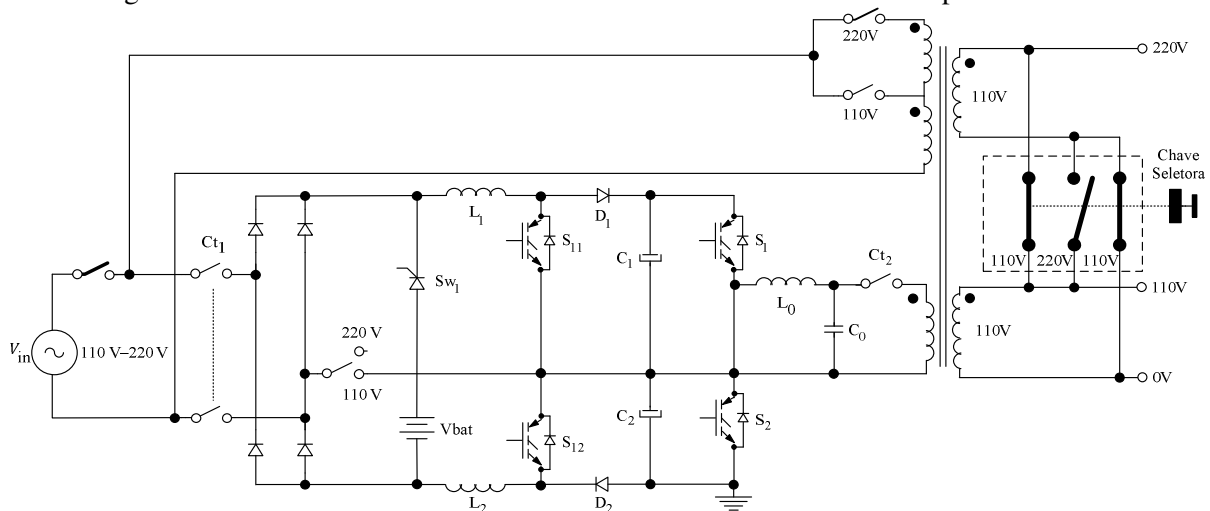 220V
220V
110V
110V
Chave
Seletora
L1
D1
Ct1
S11
C1
S1
Sw1
110V
220V
110V
Ct2
110V
L0
220 V
C0
Vin
110 V–220 V
110V
110 V
0V
C2
Vbat
S12
S2
L2
D2